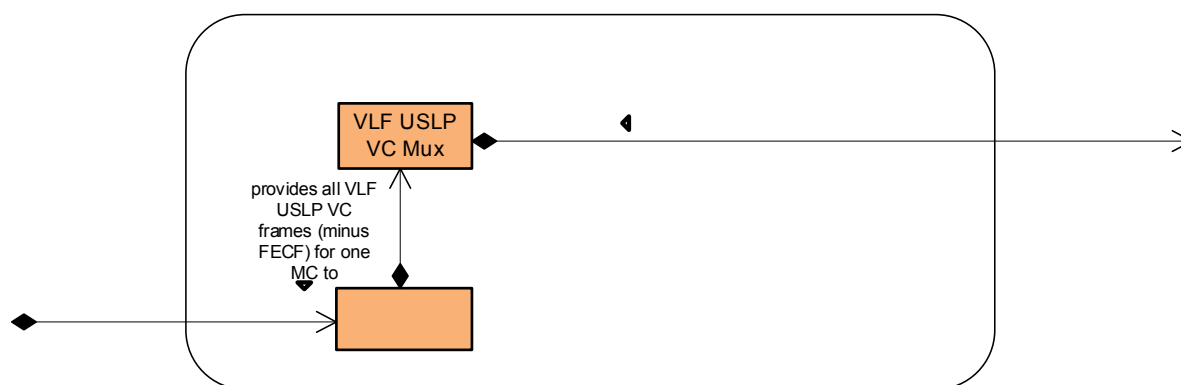 VLF USLP
VC Mux
provides all VLF
USLP VC
frames (minus
FECF) for one
MC to